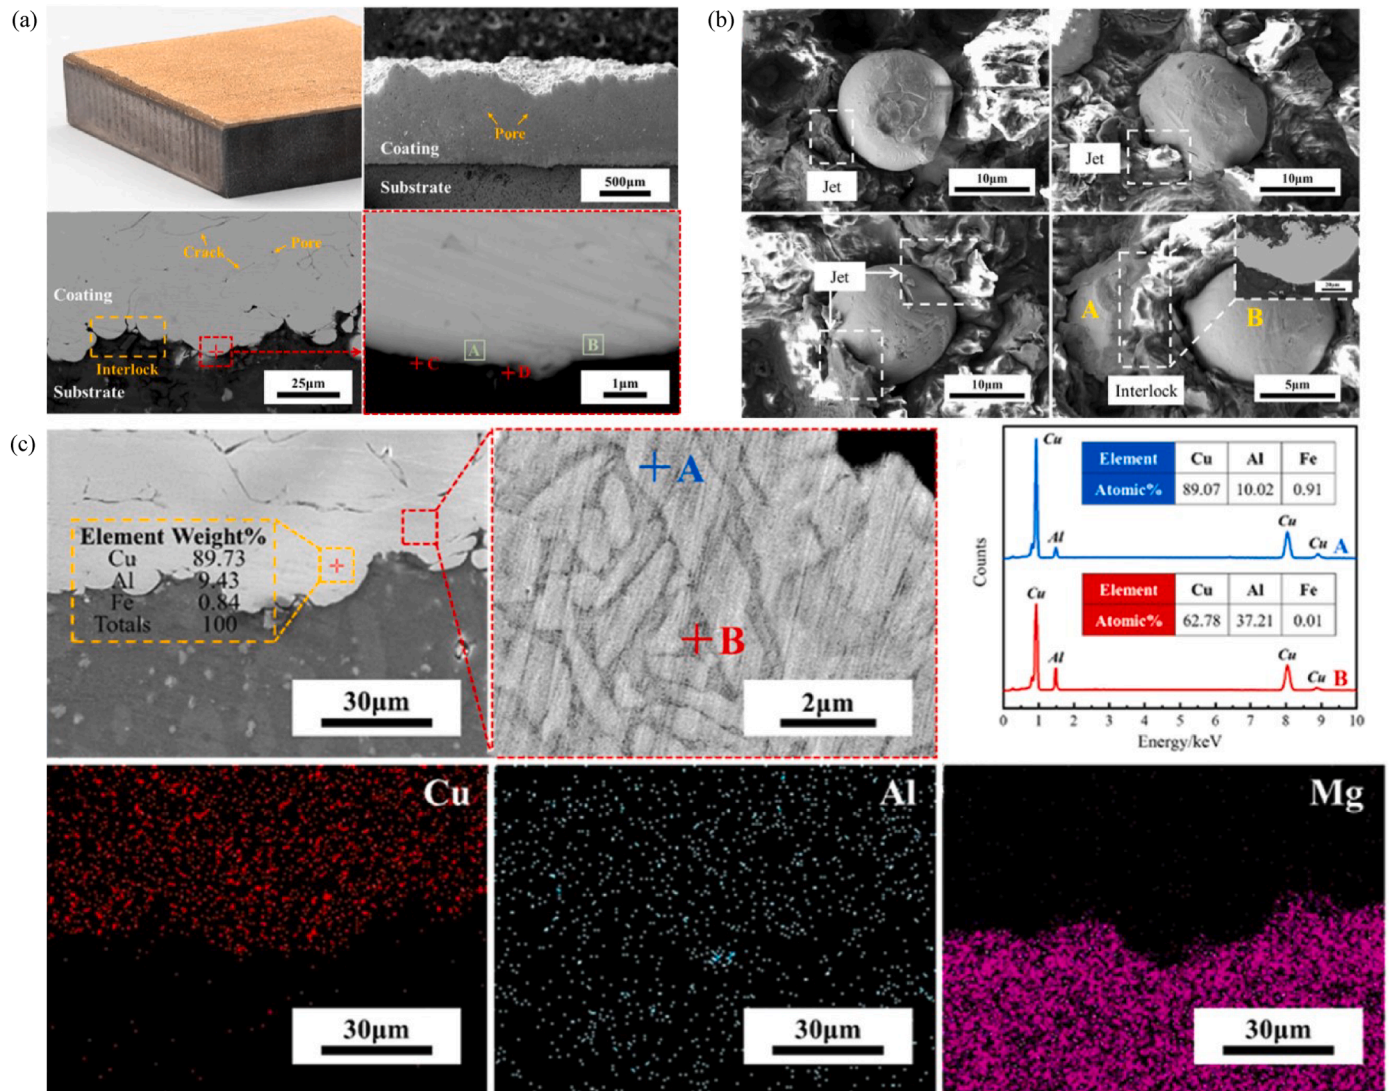 (a)
Pore
Coating
Substrate
500μm
Crack
Pore
Coating
Interlock
Substrate
25μm
A
B
C
D
1μm
(b)
Jet
10μm
Jet
10μm
Jet
10μm
A
B
Interlock
5μm
(c)
Element Weight%
Cu 89.73
Al 9.43
Fe 0.84
Totals 100
30μm
A
B
2μm
Counts
Cu
Element Cu Al Fe
Atomic% 89.07 10.02 0.91
Al
Cu
Cu
A
Cu
Element Cu Al Fe
Atomic% 62.78 37.21 0.01
Al
Cu
Cu
B
0 1 2 3 4 5 6 7 8 9 10
Energy/keV
Cu
30μm
Al
30μm
Mg
30μm